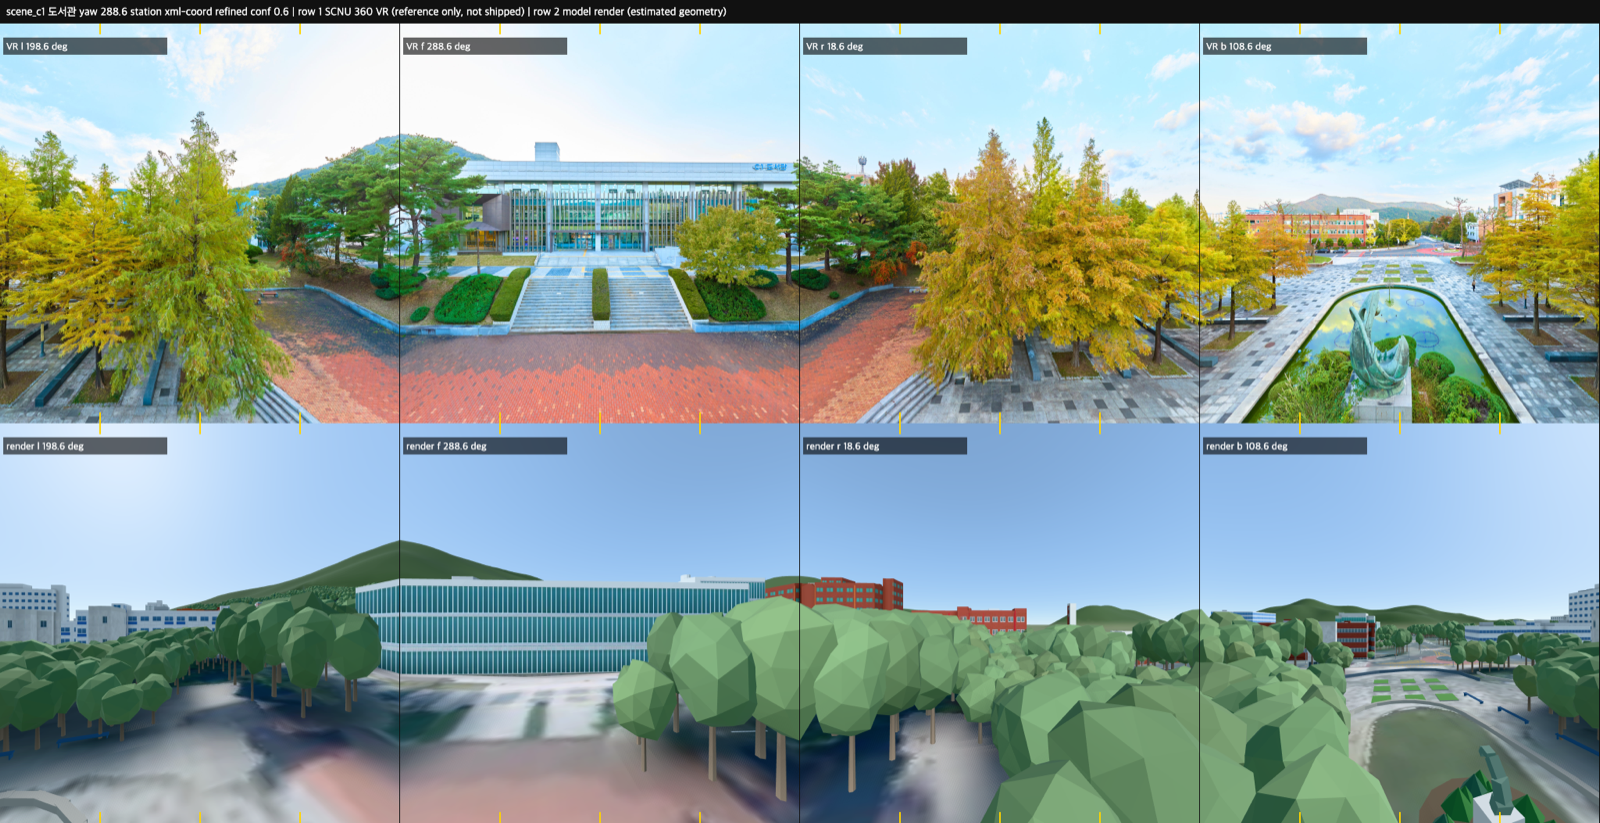 scene_c1 도서관 yaw 288.6 station xml-coord refined conf 0.6 | row 1 SCNU 360 VR (reference only, not shipped) | row 2 model render (estimated geometry)
VR l 198.6 deg
VR f 288.6 deg
VR r 18.6 deg
VR b 108.6 deg
render l 198.6 deg
render f 288.6 deg
render r 18.6 deg
render b 108.6 deg